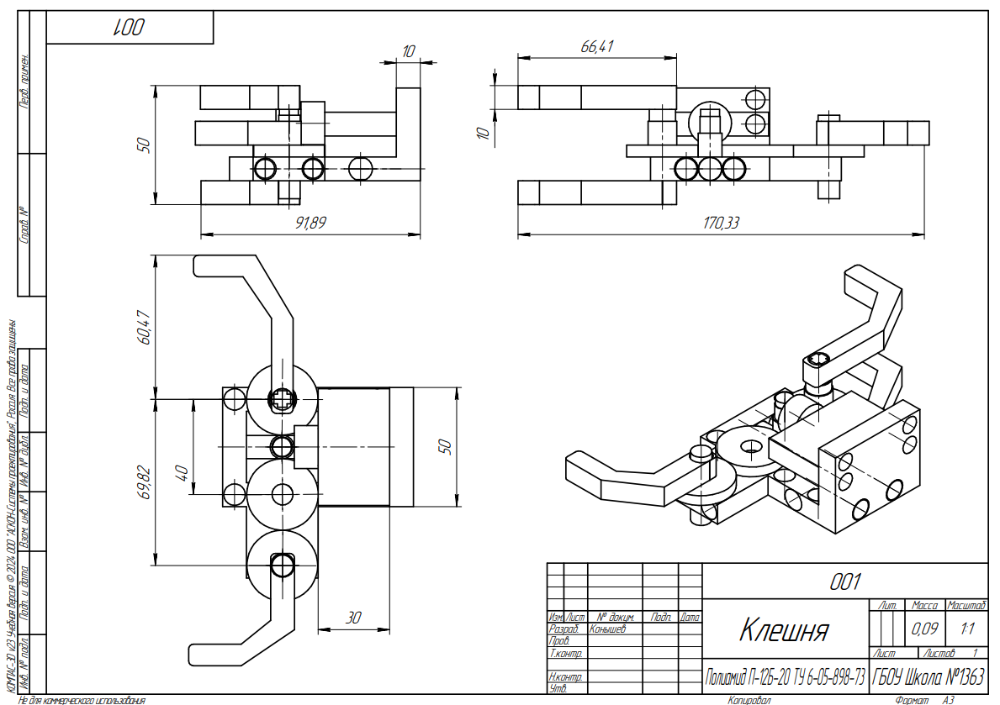 001
Перв. примен.
Справ. №
Подп. и дата
Инв. № дубл.
Взам. инв. №
Подп. и дата
Инв. № подл.
КОМПАС-3D v23 Учебная версия © 2024 ООО "АСКОН-Системы проектирования", Россия. Все права защищены.
10
50
91,89
66,41
10
170,33
60,47
69,82
40
50
30
001
Изм. Лист № докум. Подп. Дата
Разраб. Конышев
Пров.
Т.контр.
Н.контр.
Утв.
Клешня
Лит. Масса Масштаб
0,09 1:1
Лист Листов 1
Полиамид П-12Б-20 ТУ 6-05-898-73
ГБОУ Школа №1363
Не для коммерческого использования
Копировал
Формат A3